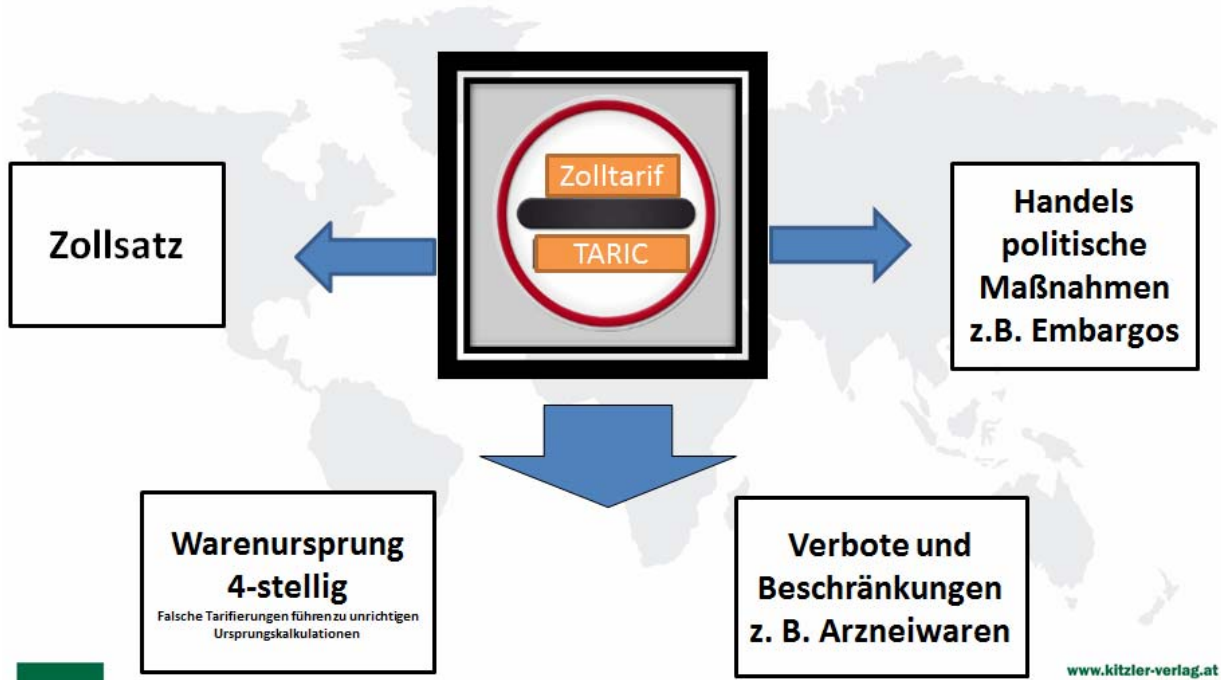 Zolltarif
TARIC
Zollsatz
Handels
politische
Maßnahmen
z.B. Embargos
Warenursprung
4-stellig
Falsche Tarifierungen führen zu unrichtigen
Ursprungskalkulationen
Verbote und
Beschränkungen
z. B. Arzneiwaren
www.kitzler-verlag.at